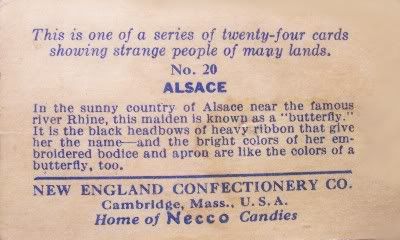 This is one of a series of twenty-four cards
showing strange people of many lands.
No. 20
ALSACE
In the sunny country of Alsace near the famous
river Rhine, this maiden is known as a "butterfly."
It is the black headbows of heavy ribbon that give
her the name—and the bright colors of her em-
broidered bodice and apron are like the colors of a
butterfly, too.
NEW ENGLAND CONFECTIONERY CO.
Cambridge, Mass., U. S. A.
Home of Necco Candies